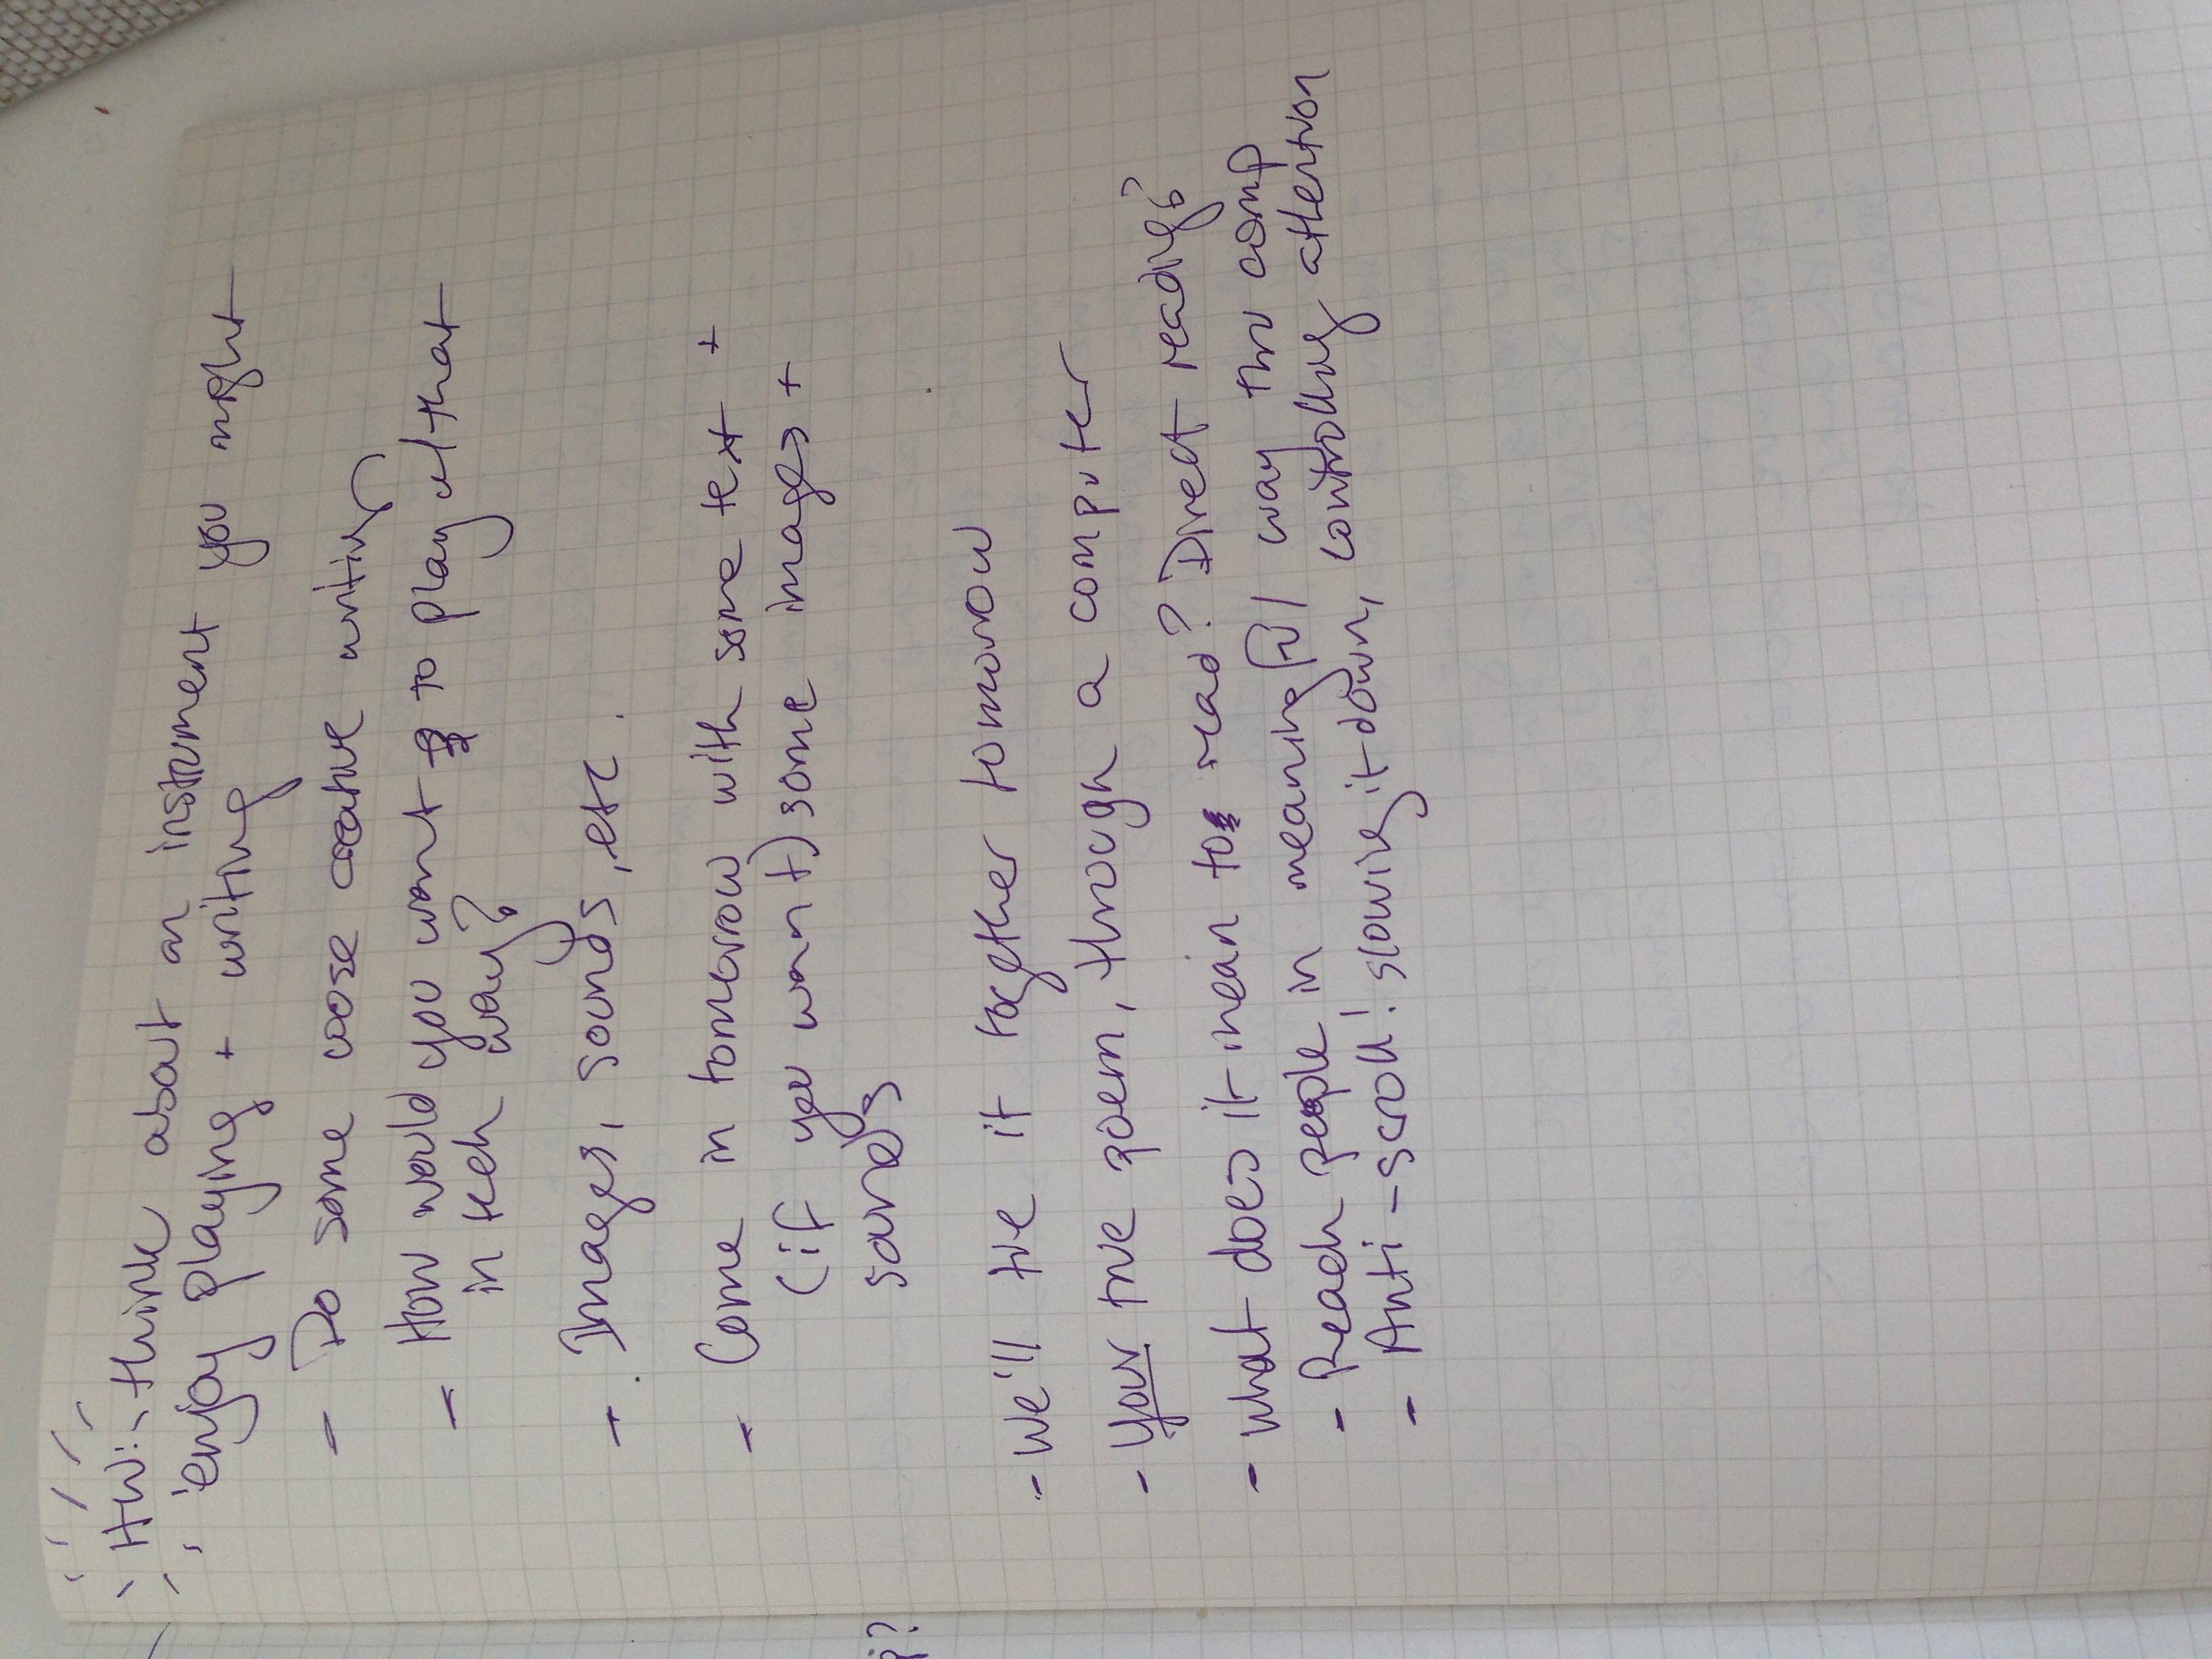 HW: - think about an instrument you might
enjoy playing + writing
- Do some loose creative writing
- How would you want to play w/ that
in tech way?
- Images, sounds, etc.
- Come in tomorrow with some text +
(if you want) some images +
sounds
- We'll tie it together tomorrow
- Your true poem, through a computer
- what does it mean to read? Direct reading?
- Reach people in meaningful way thru comp
- Anti-scroll! slowing it down, controlling attention